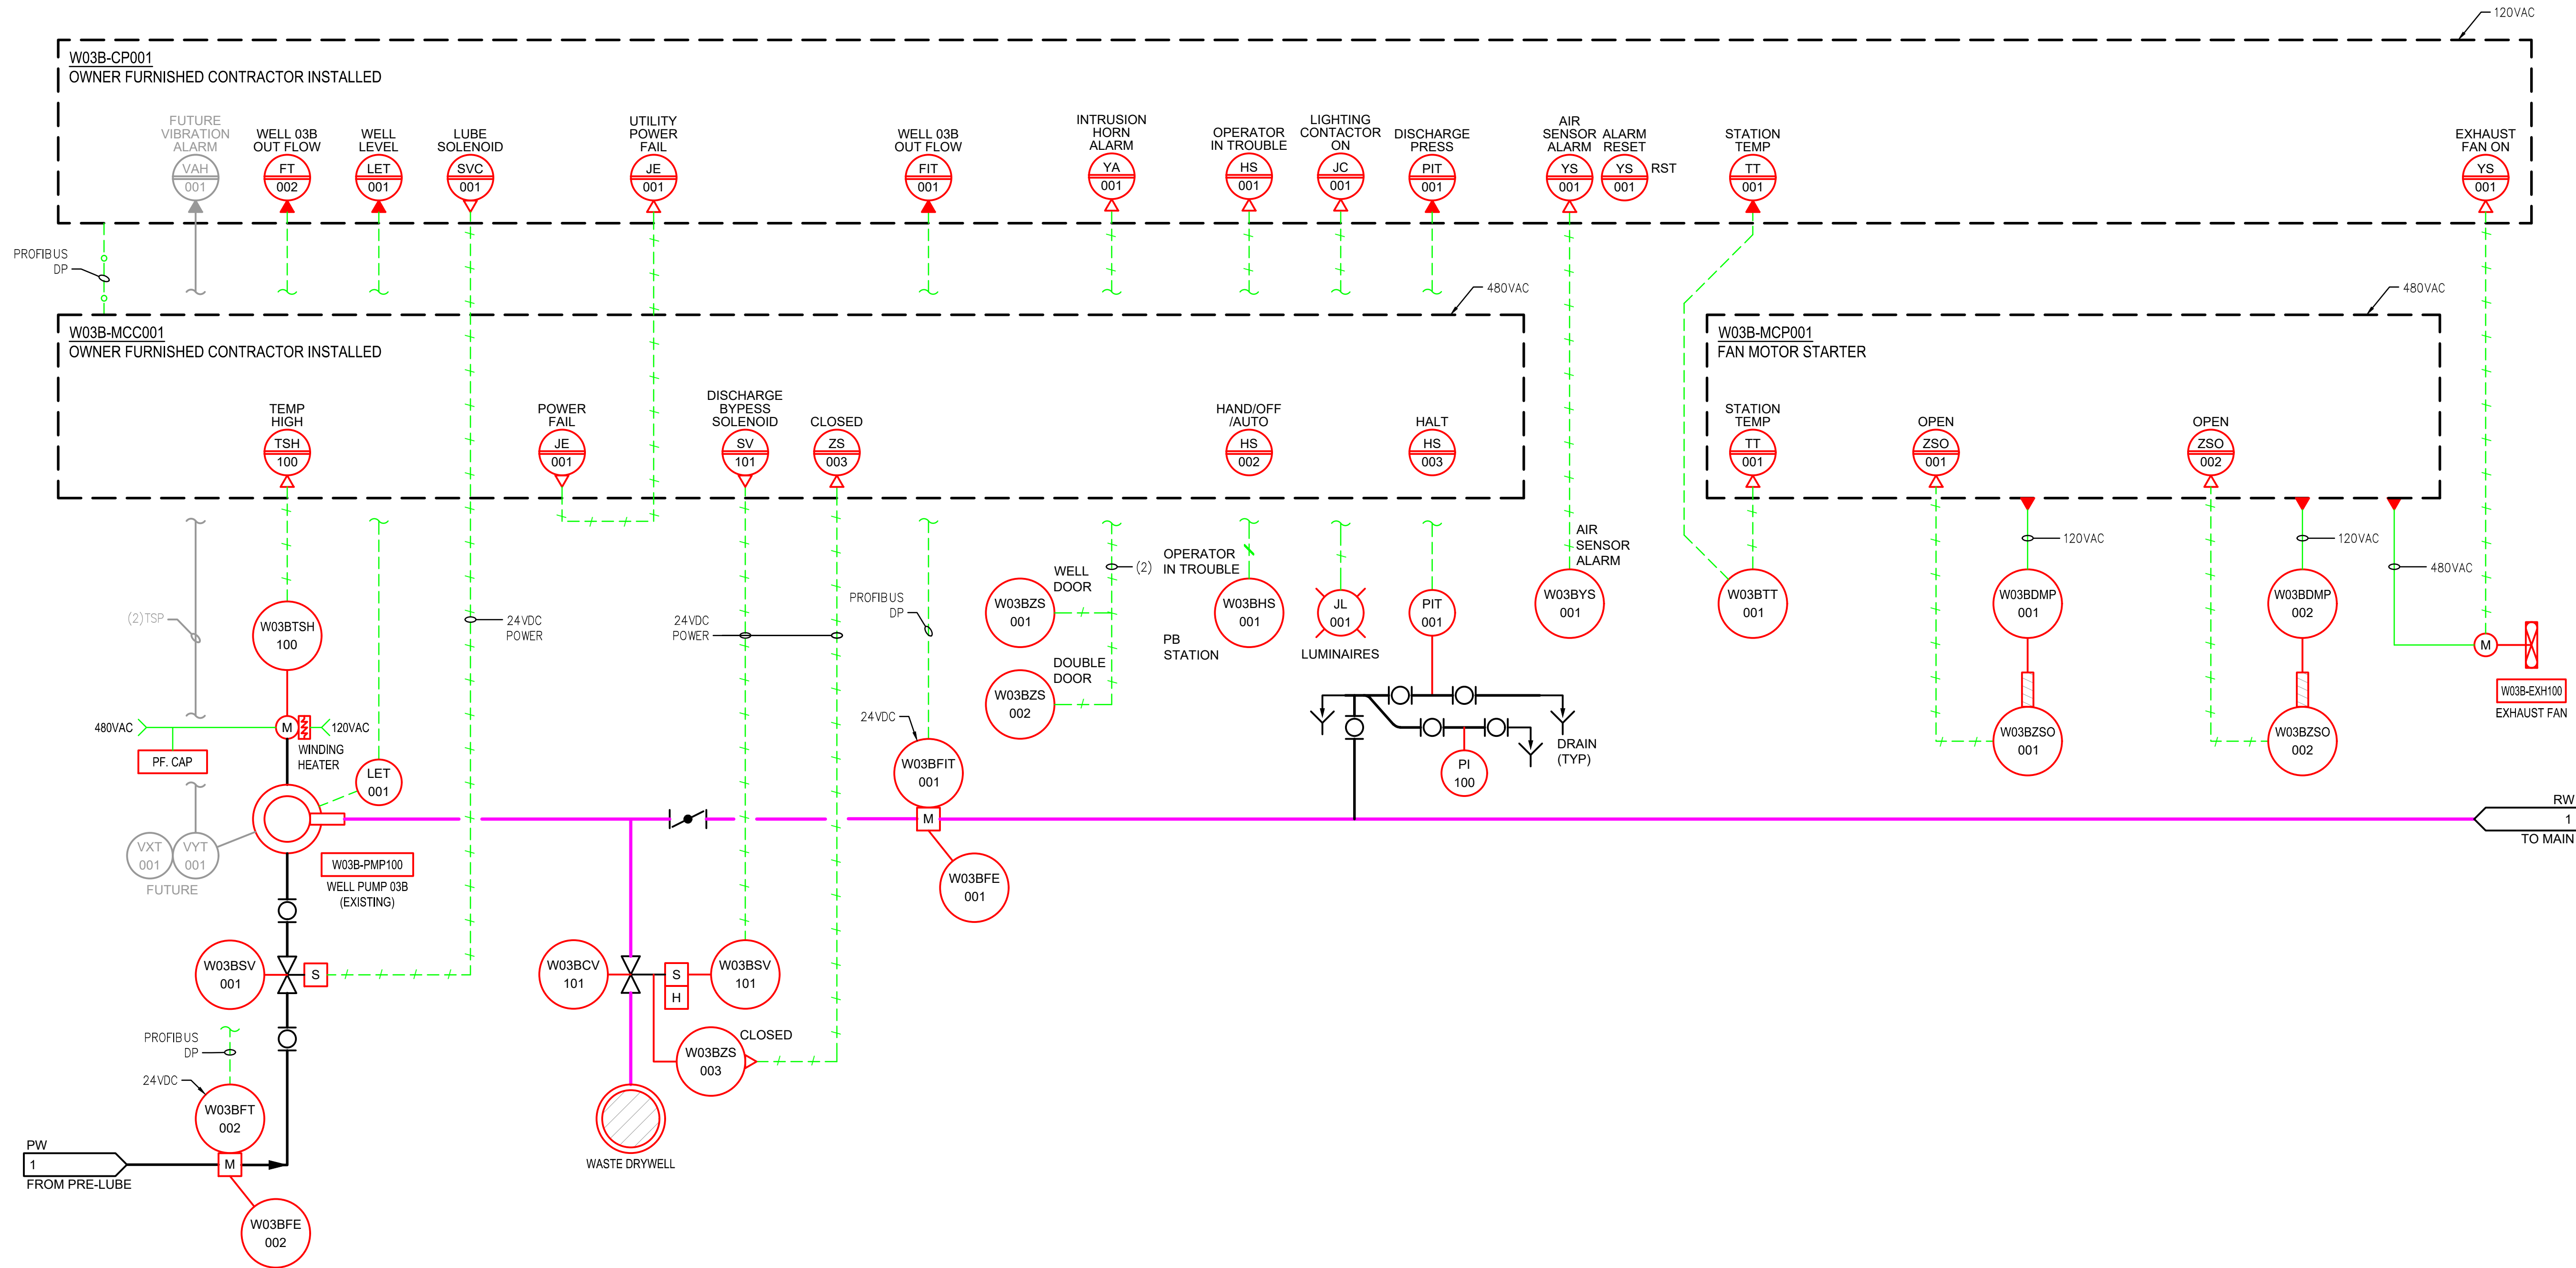 120VAC
W03B-CP001
OWNER FURNISHED CONTRACTOR INSTALLED
FUTURE
VIBRATION
ALARM
VAH
001
WELL 03B
OUT FLOW
FT
002
WELL
LEVEL
LET
001
LUBE
SOLENOID
SVC
001
UTILITY
POWER
FAIL
JE
001
WELL 03B
OUT FLOW
FIT
001
INTRUSION
HORN
ALARM
YA
001
OPERATOR
IN TROUBLE
HS
001
LIGHTING
CONTACTOR
ON
JC
001
DISCHARGE
PRESS
PIT
001
AIR
SENSOR
ALARM
YS
001
ALARM
RESET
YS
001
RST
STATION
TEMP
TT
001
EXHAUST
FAN ON
YS
001
PROFIBUS
DP
480VAC
480VAC
W03B-MCC001
OWNER FURNISHED CONTRACTOR INSTALLED
TEMP
HIGH
TSH
100
POWER
FAIL
JE
001
DISCHARGE
BYPESS
SOLENOID
SV
101
CLOSED
ZS
003
HAND/OFF
/AUTO
HS
002
HALT
HS
003
W03B-MCP001
FAN MOTOR STARTER
STATION
TEMP
TT
001
OPEN
ZSO
001
OPEN
ZSO
002
(2)TSP
W03BTSH
100
24VDC
POWER
24VDC
POWER
PROFIBUS
DP
WELL
DOOR
W03BZS
001
DOUBLE
DOOR
W03BZS
002
(2)
OPERATOR
IN TROUBLE
W03BHS
001
PB
STATION
JL
001
LUMINAIRES
PIT
001
AIR
SENSOR
ALARM
W03BYS
001
W03BTT
001
120VAC
W03BDMP
001
W03BZSO
001
120VAC
W03BDMP
002
W03BZSO
002
480VAC
M
W03B-EXH100
EXHAUST FAN
480VAC
M
120VAC
WINDING
HEATER
PF. CAP
LET
001
24VDC
W03BFIT
001
M
W03BFE
001
PI
100
DRAIN
(TYP)
RW
1
TO MAIN
VXT
001
VYT
001
FUTURE
W03B-PMP100
WELL PUMP 03B
(EXISTING)
W03BSV
001
S
W03BCV
101
S
H
W03BSV
101
CLOSED
W03BZS
003
WASTE DRYWELL
PROFIBUS
DP
24VDC
W03BFT
002
PW
1
FROM PRE-LUBE
M
W03BFE
002